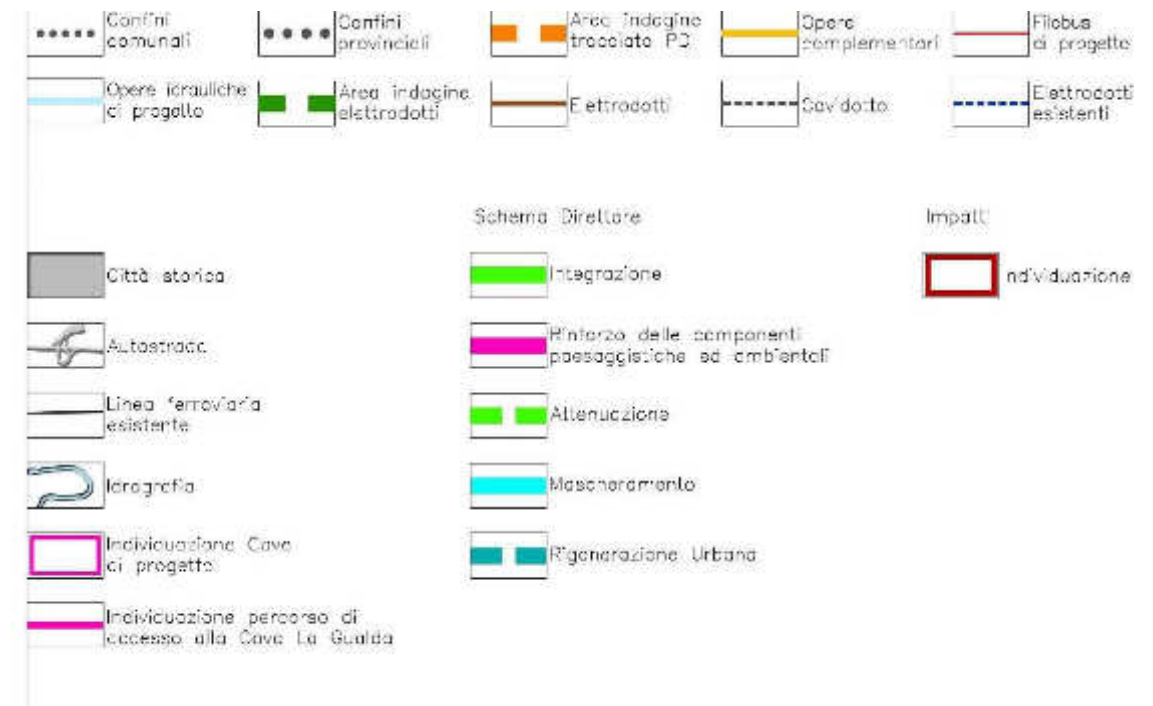 Confini
comunali
Confini
provinciali
Area indagine
tracciato PD
Opere
complementari
Filobus
di progetto
Opere idrauliche
di progetto
Area indagine
elettrodotti
Elettrodotti
Cavidotto
Elettrodotti
esistenti
Schema Direttore
Impatti
Città storica
Integrazione
Individuazione
Autostrada
Rinforzo delle componenti
paesaggistiche ed ambientali
Linea ferroviaria
esistente
Attenuazione
Idrografia
Mascheramento
Individuazione Cave
di progetto
Rigenerazione Urbana
Individuazione percorso di
accesso alla Cava La Gualda